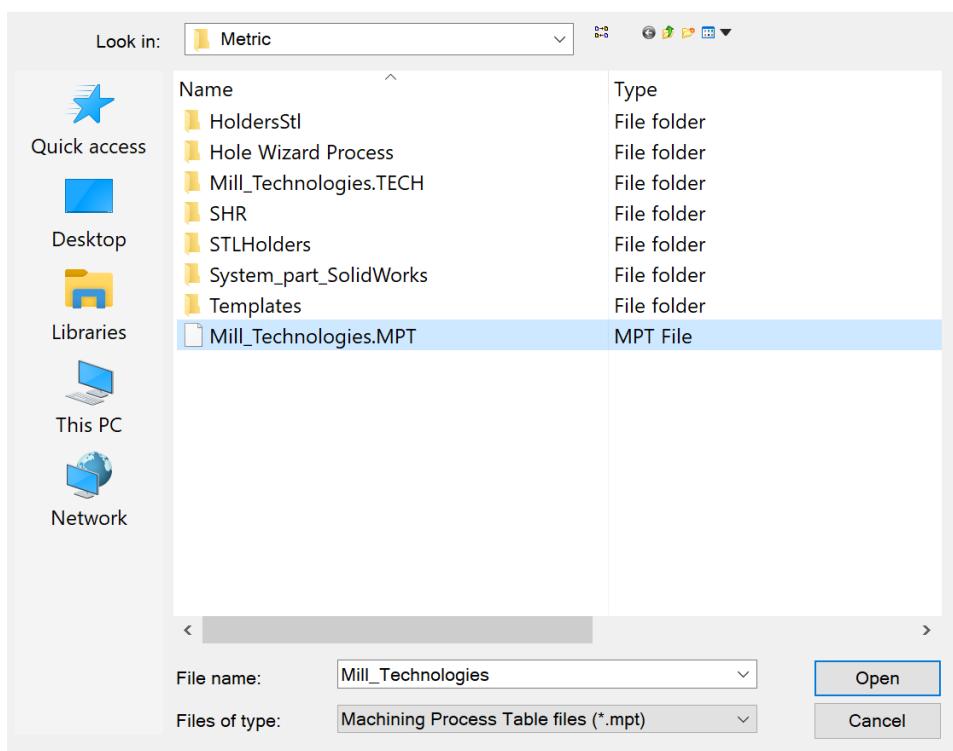 Look in: Metric
Name Type
HoldersStl File folder
Hole Wizard Process File folder
Mill_Technologies.TECH File folder
SHR File folder
STLHolders File folder
System_part_SolidWorks File folder
Templates File folder
Mill_Technologies.MPT MPT File
Quick access
Desktop
Libraries
This PC
Network
File name: Mill_Technologies Open
Files of type: Machining Process Table files (*.mpt) Cancel